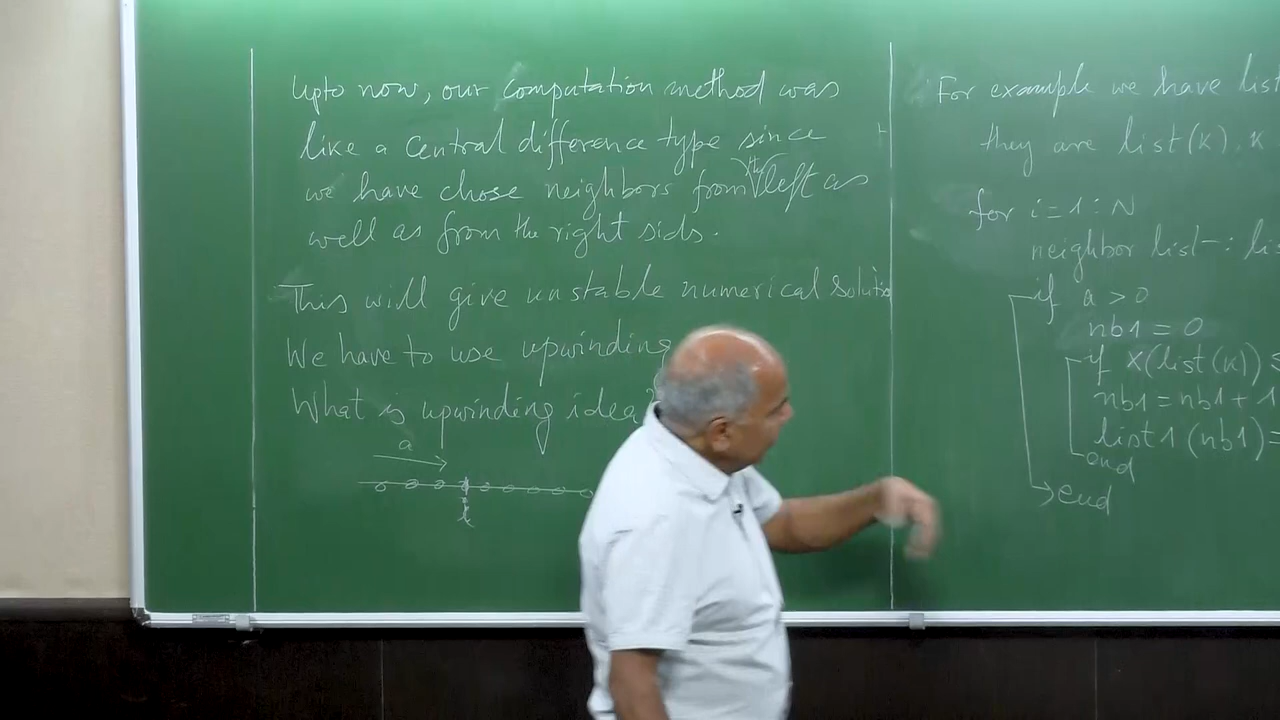 Upto now, our computation method was
like a central difference type since
we have chose neighbors from the left as
well as from the right sids.
This will give unstable numerical solutio
We have to use upwinding
What is upwinding idea?
a
x
For example we have list
they are list(k), k
for i=1:N
neighbor list -: lis
if a > 0
nb1 = 0
if x(list(k)) ≤
nb1 = nb1 + 1
list1(nb1) =
end
end